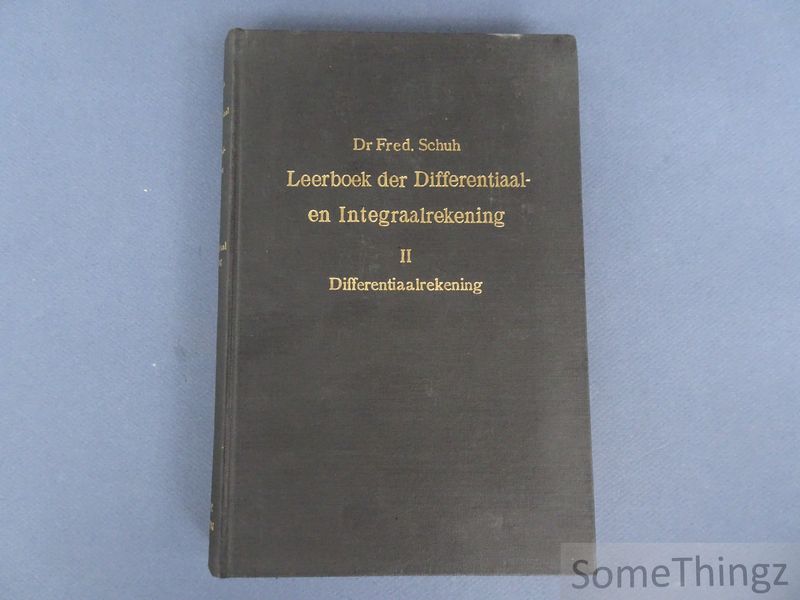 Dr Fred. Schuh
Leerboek der Differentiaal-
en Integraalrekening
II
Differentiaalrekening
SomeThingz